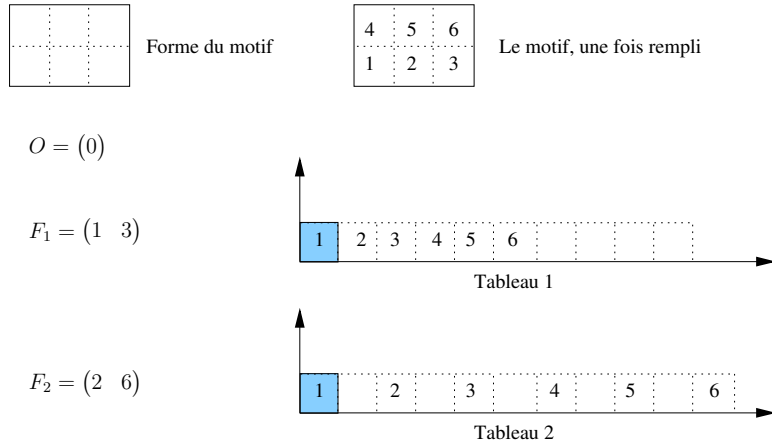 Forme du motif
4 5 6
1 2 3
Le motif, une fois rempli
O = (0)
F₁ = (1 3)
1 2 3 4 5 6
Tableau 1
F₂ = (2 6)
1 2 3 4 5 6
Tableau 2